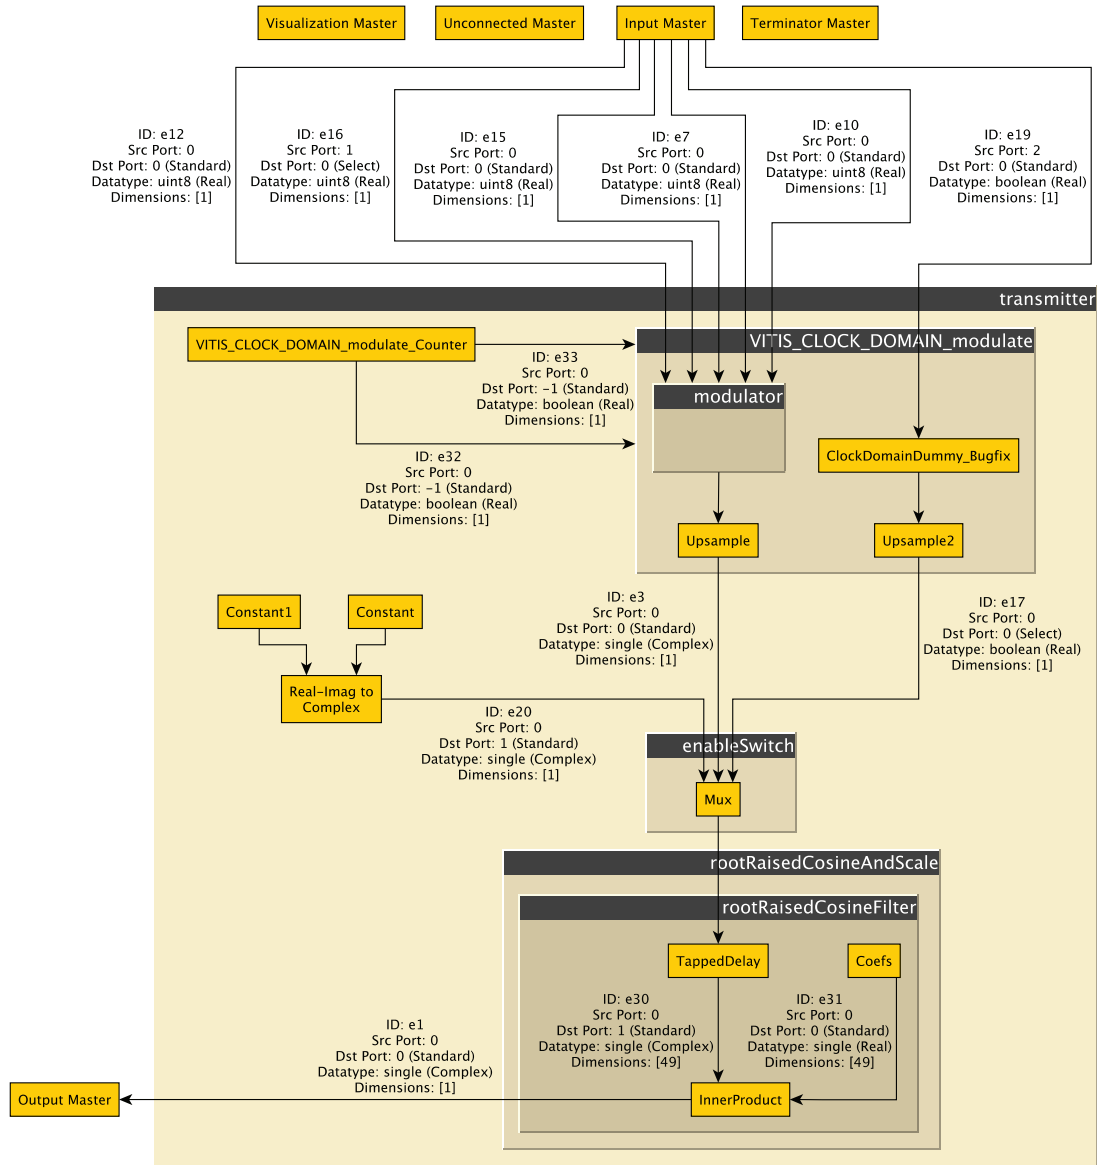 Visualization Master
Unconnected Master
Input Master
Terminator Master
ID: e12
Src Port: 0
Dst Port: 0 (Standard)
Datatype: uint8 (Real)
Dimensions: [1]
ID: e16
Src Port: 1
Dst Port: 0 (Select)
Datatype: uint8 (Real)
Dimensions: [1]
ID: e15
Src Port: 0
Dst Port: 0 (Standard)
Datatype: uint8 (Real)
Dimensions: [1]
ID: e7
Src Port: 0
Dst Port: 0 (Standard)
Datatype: uint8 (Real)
Dimensions: [1]
ID: e10
Src Port: 0
Dst Port: 0 (Standard)
Datatype: uint8 (Real)
Dimensions: [1]
ID: e19
Src Port: 2
Dst Port: 0 (Standard)
Datatype: boolean (Real)
Dimensions: [1]
transmitter
VITIS_CLOCK_DOMAIN_modulate_Counter
VITIS_CLOCK_DOMAIN_modulate
ID: e33
Src Port: 0
Dst Port: -1 (Standard)
Datatype: boolean (Real)
Dimensions: [1]
modulator
ID: e32
Src Port: 0
Dst Port: -1 (Standard)
Datatype: boolean (Real)
Dimensions: [1]
ClockDomainDummy_Bugfix
Upsample
Upsample2
Constant1
Constant
ID: e3
Src Port: 0
Dst Port: 0 (Standard)
Datatype: single (Complex)
Dimensions: [1]
ID: e17
Src Port: 0
Dst Port: 0 (Select)
Datatype: boolean (Real)
Dimensions: [1]
Real-Imag to
Complex
ID: e20
Src Port: 0
Dst Port: 1 (Standard)
Datatype: single (Complex)
Dimensions: [1]
enableSwitch
Mux
rootRaisedCosineAndScale
rootRaisedCosineFilter
TappedDelay
Coefs
ID: e30
Src Port: 0
Dst Port: 1 (Standard)
Datatype: single (Complex)
Dimensions: [49]
ID: e31
Src Port: 0
Dst Port: 0 (Standard)
Datatype: single (Real)
Dimensions: [49]
ID: e1
Src Port: 0
Dst Port: 0 (Standard)
Datatype: single (Complex)
Dimensions: [1]
Output Master
InnerProduct